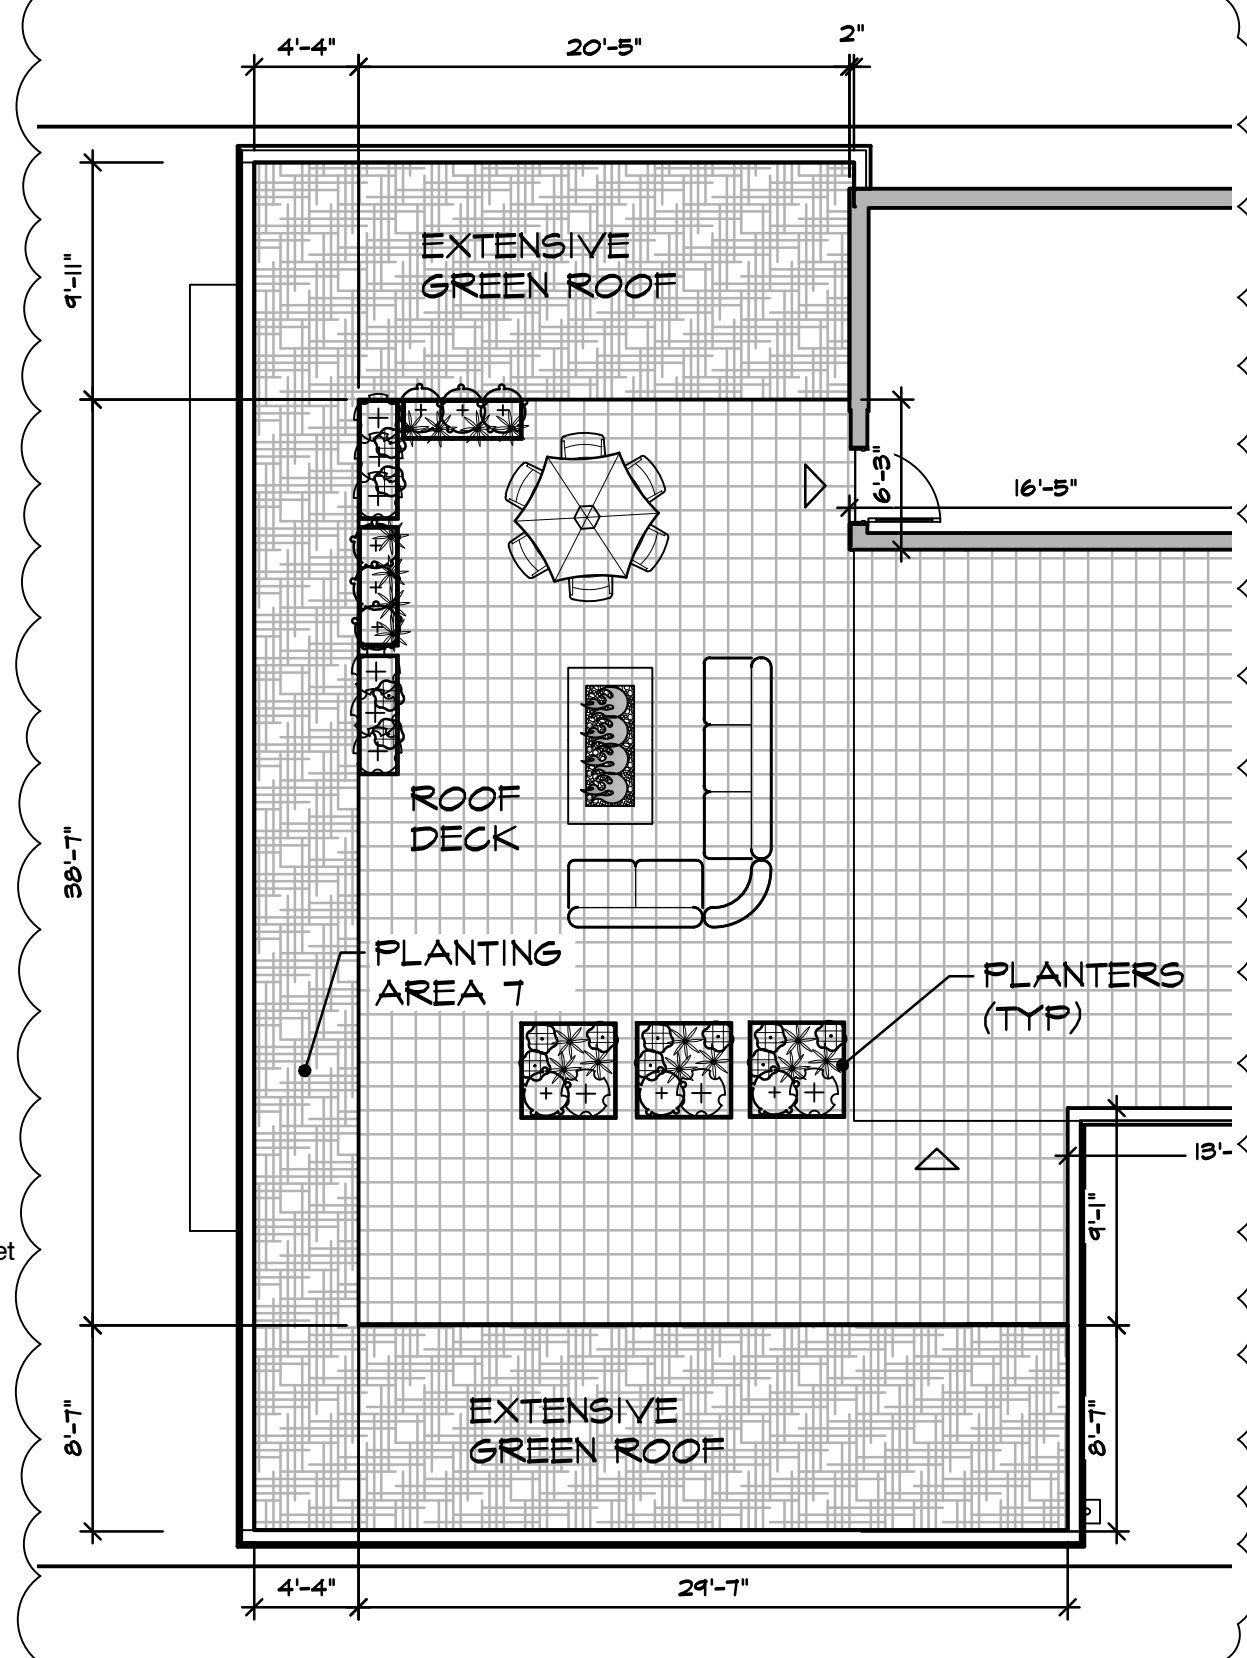 2"
4'-4"
20'-5"
EXTENSIVE
GREEN ROOF
9'-11"
6'-3"
16'-5"
ROOF
DECK
38'-7"
PLANTING
AREA 7
PLANTERS
(TYP)
13'-
9'-1"
et
EXTENSIVE
GREEN ROOF
8'-7"
8'-7"
4'-4"
29'-7"